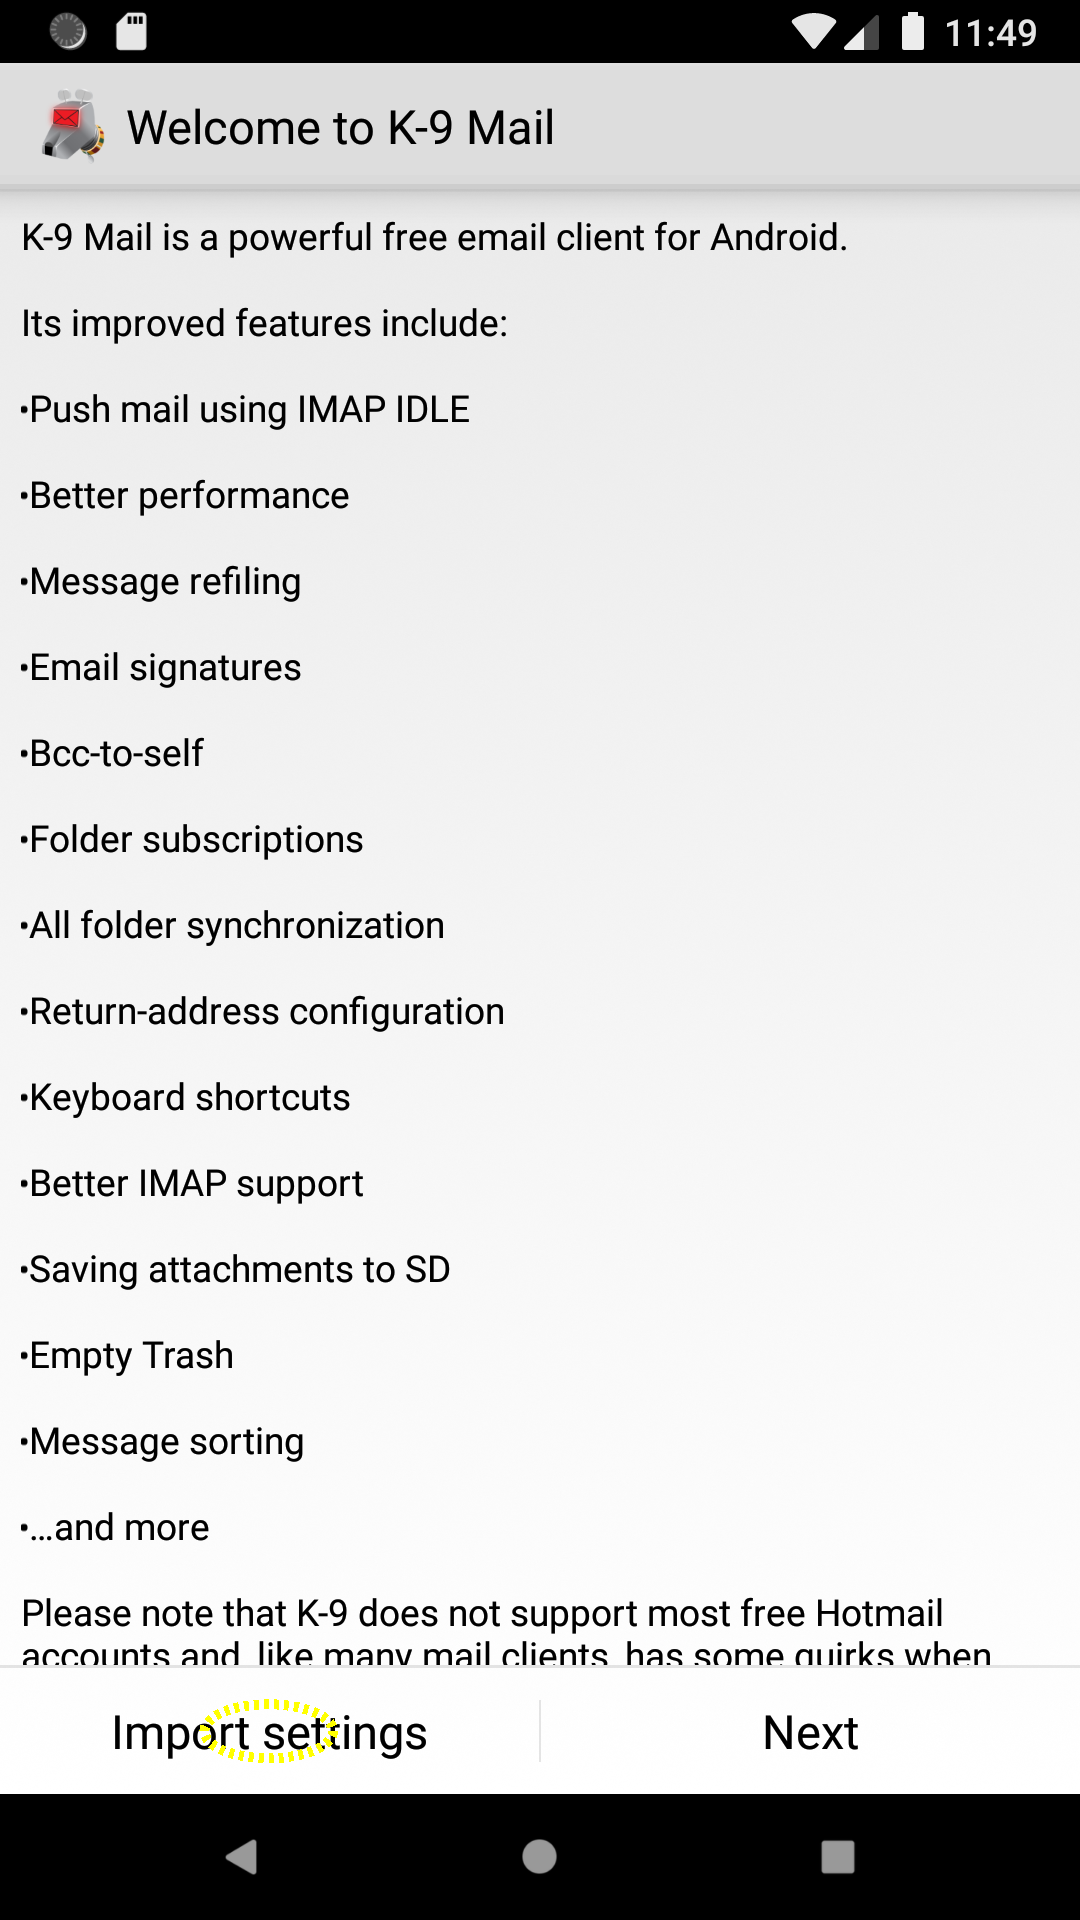 11:49
Welcome to K-9 Mail
K-9 Mail is a powerful free email client for Android.
Its improved features include:
•Push mail using IMAP IDLE
•Better performance
•Message refiling
•Email signatures
•Bcc-to-self
•Folder subscriptions
•All folder synchronization
•Return-address configuration
•Keyboard shortcuts
•Better IMAP support
•Saving attachments to SD
•Empty Trash
•Message sorting
•…and more
Please note that K-9 does not support most free Hotmail
accounts and, like many mail clients, has some quirks when
Import settings
Next